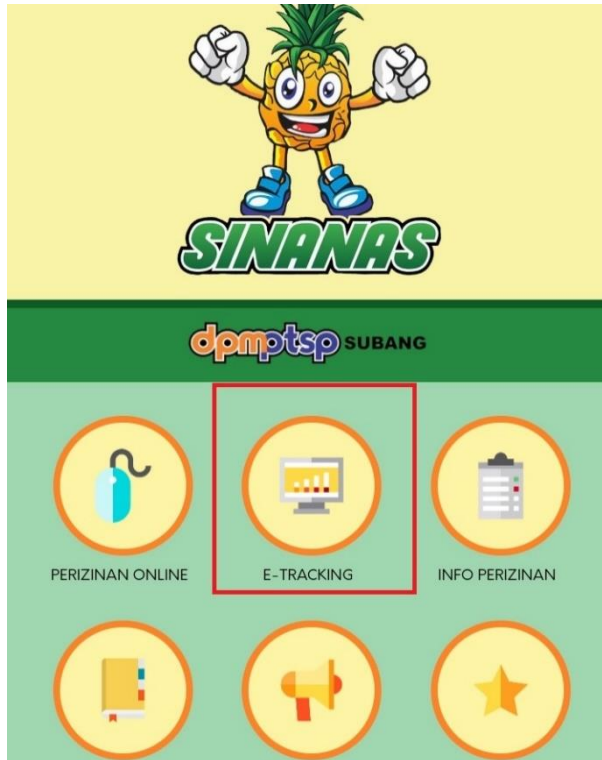 SINANAS
dpmptsp SUBANG
PERIZINAN ONLINE
E-TRACKING
INFO PERIZINAN